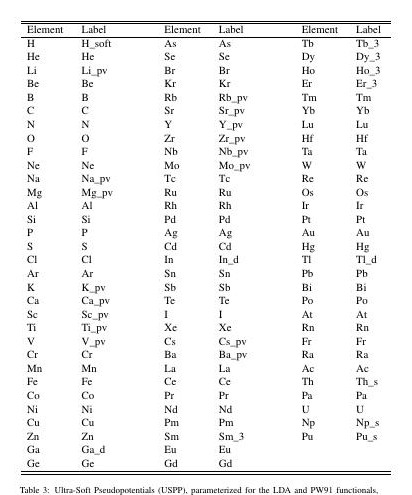 Element Label Element Label Element Label
H H_soft As As Tb Tb_3
He He Se Se Dy Dy_3
Li Li_pv Br Br Ho Ho_3
Be Be Kr Kr Er Er_3
B B Rb Rb_pv Tm Tm
C C Sr Sr_pv Yb Yb
N N Y Y_pv Lu Lu
O O Zr Zr_pv Hf Hf
F F Nb Nb_pv Ta Ta
Ne Ne Mo Mo_pv W W
Na Na_pv Tc Tc Re Re
Mg Mg_pv Ru Ru Os Os
Al Al Rh Rh Ir Ir
Si Si Pd Pd Pt Pt
P P Ag Ag Au Au
S S Cd Cd Hg Hg
Cl Cl In In_d Tl Tl_d
Ar Ar Sn Sn Pb Pb
K K_pv Sb Sb Bi Bi
Ca Ca_pv Te Te Po Po
Sc Sc_pv I I At At
Ti Ti_pv Xe Xe Rn Rn
V V_pv Cs Cs_pv Fr Fr
Cr Cr Ba Ba_pv Ra Ra
Mn Mn La La Ac Ac
Fe Fe Ce Ce Th Th_s
Co Co Pr Pr Pa Pa
Ni Ni Nd Nd U U
Cu Cu Pm Pm Np Np_s
Zn Zn Sm Sm_3 Pu Pu_s
Ga Ga_d Eu Eu
Ge Ge Gd Gd
Table 3: Ultra-Soft Pseudopotentials (USPP), parameterized for the LDA and PW91 functionals,